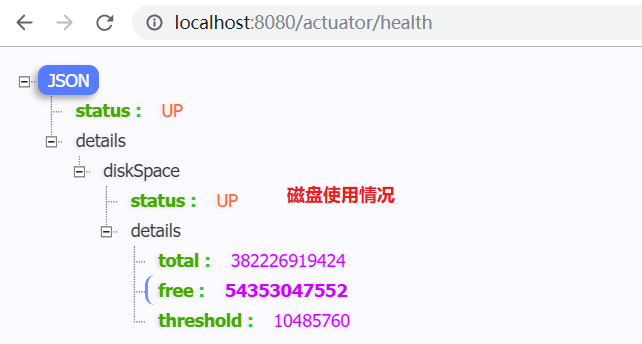 localhost:8080/actuator/health
JSON
status : UP
details
diskSpace
status : UP 磁盘使用情况
details
total : 382226919424
free : 54353047552
threshold : 10485760